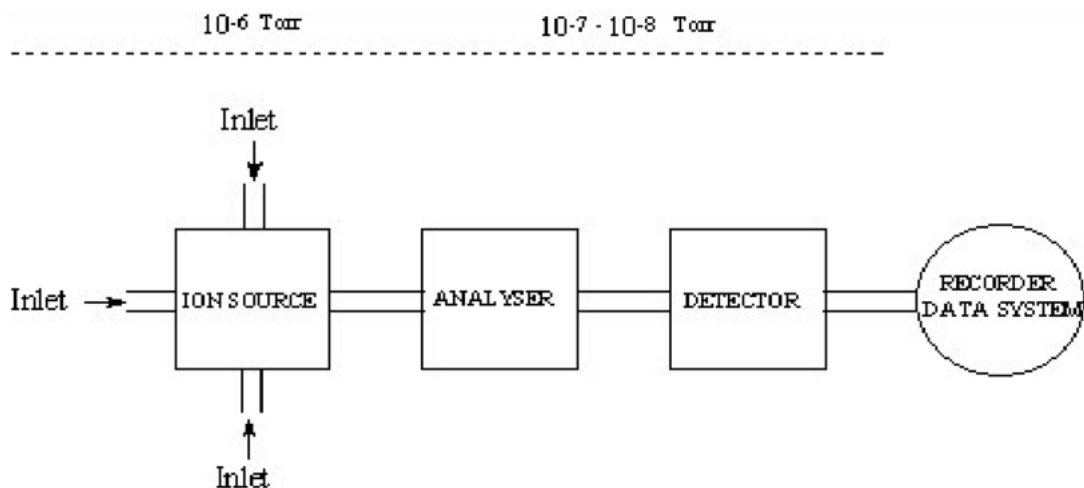 10-6 Torr
10-7 - 10-8 Torr
Inlet
Inlet
ION SOURCE
ANALYSER
DETECTOR
RECORDER
DATA SYSTEM
Inlet